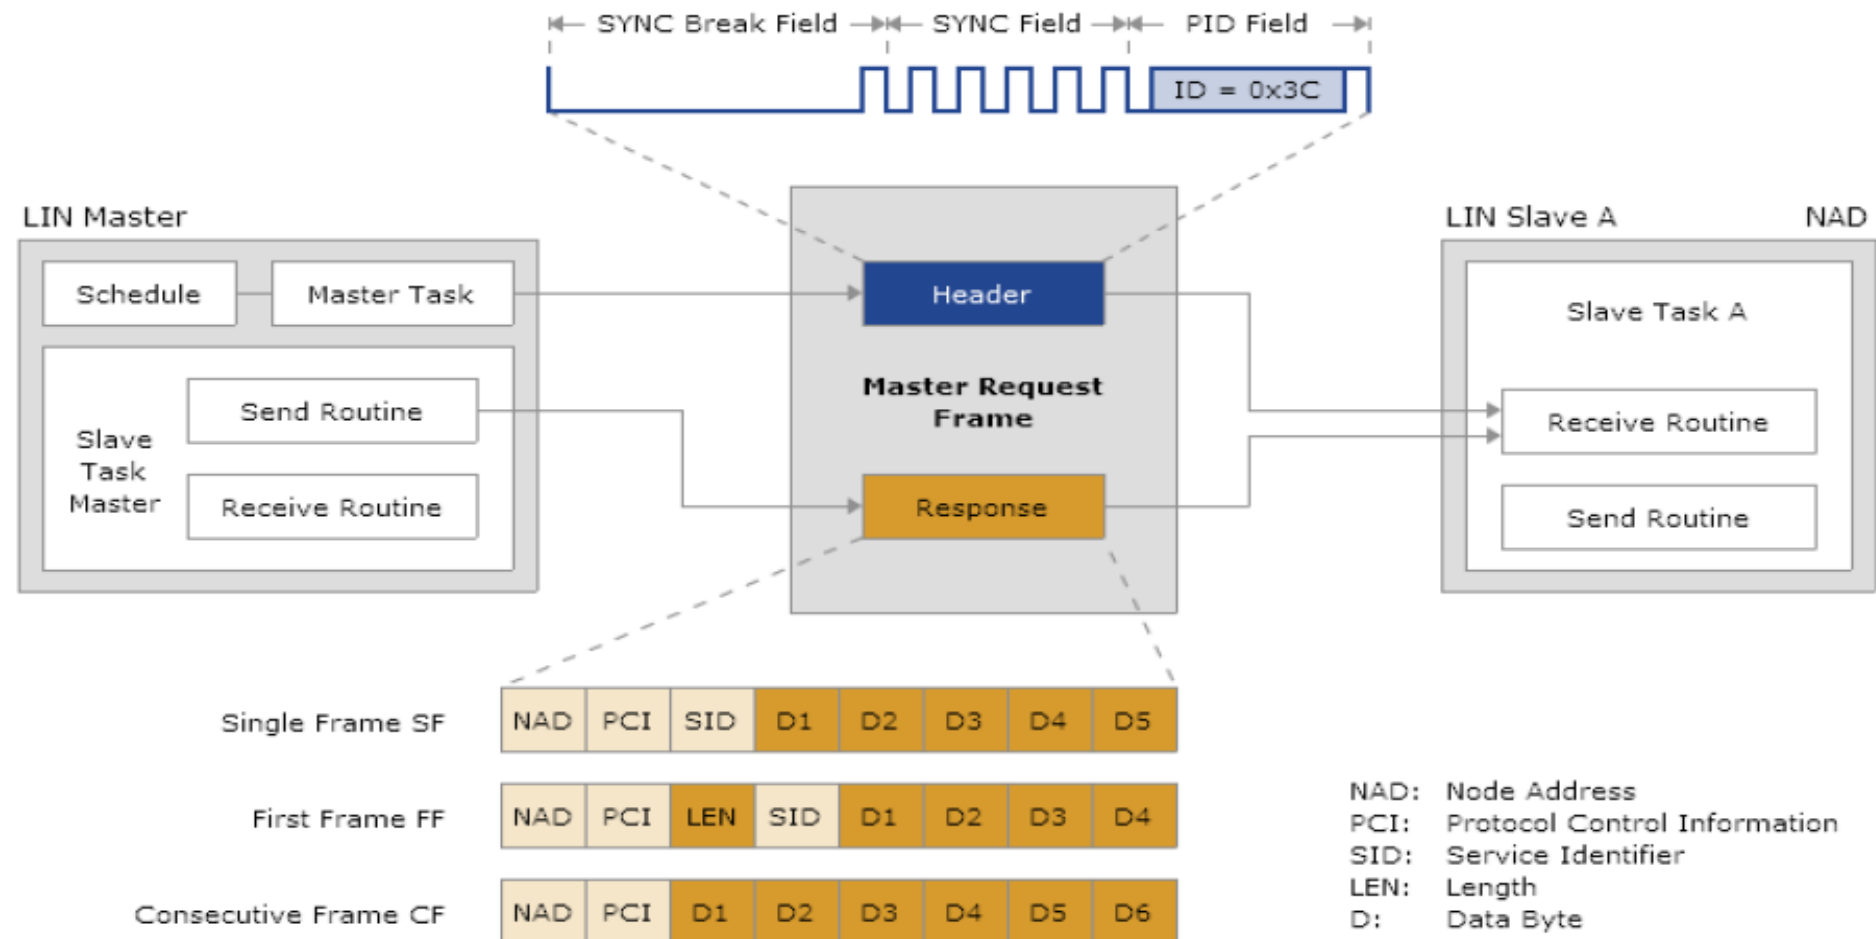 SYNC Break Field SYNC Field PID Field
ID = 0x3C
LIN Master
Schedule
Master Task
Slave Task Master
Send Routine
Receive Routine
Header
Master Request
Frame
Response
LIN Slave A NAD
Slave Task A
Receive Routine
Send Routine
Single Frame SF NAD PCI SID D1 D2 D3 D4 D5
First Frame FF NAD PCI LEN SID D1 D2 D3 D4
Consecutive Frame CF NAD PCI D1 D2 D3 D4 D5 D6
NAD: Node Address
PCI: Protocol Control Information
SID: Service Identifier
LEN: Length
D: Data Byte